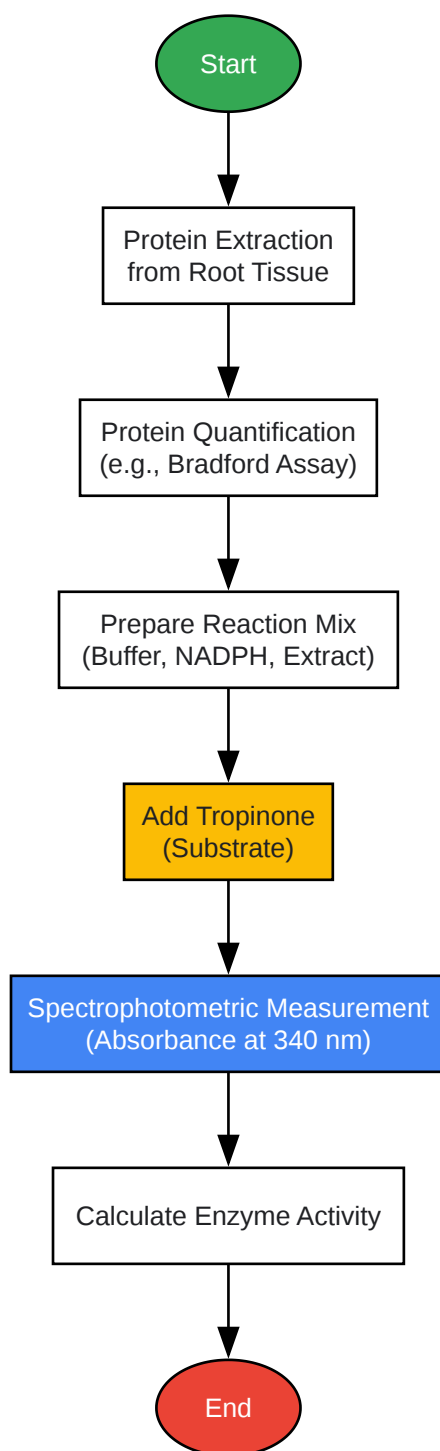 Start
Protein Extraction
from Root Tissue
Protein Quantification
(e.g., Bradford Assay)
Prepare Reaction Mix
(Buffer, NADPH, Extract)
Add Tropinone
(Substrate)
Spectrophotometric Measurement
(Absorbance at 340 nm)
Calculate Enzyme Activity
End